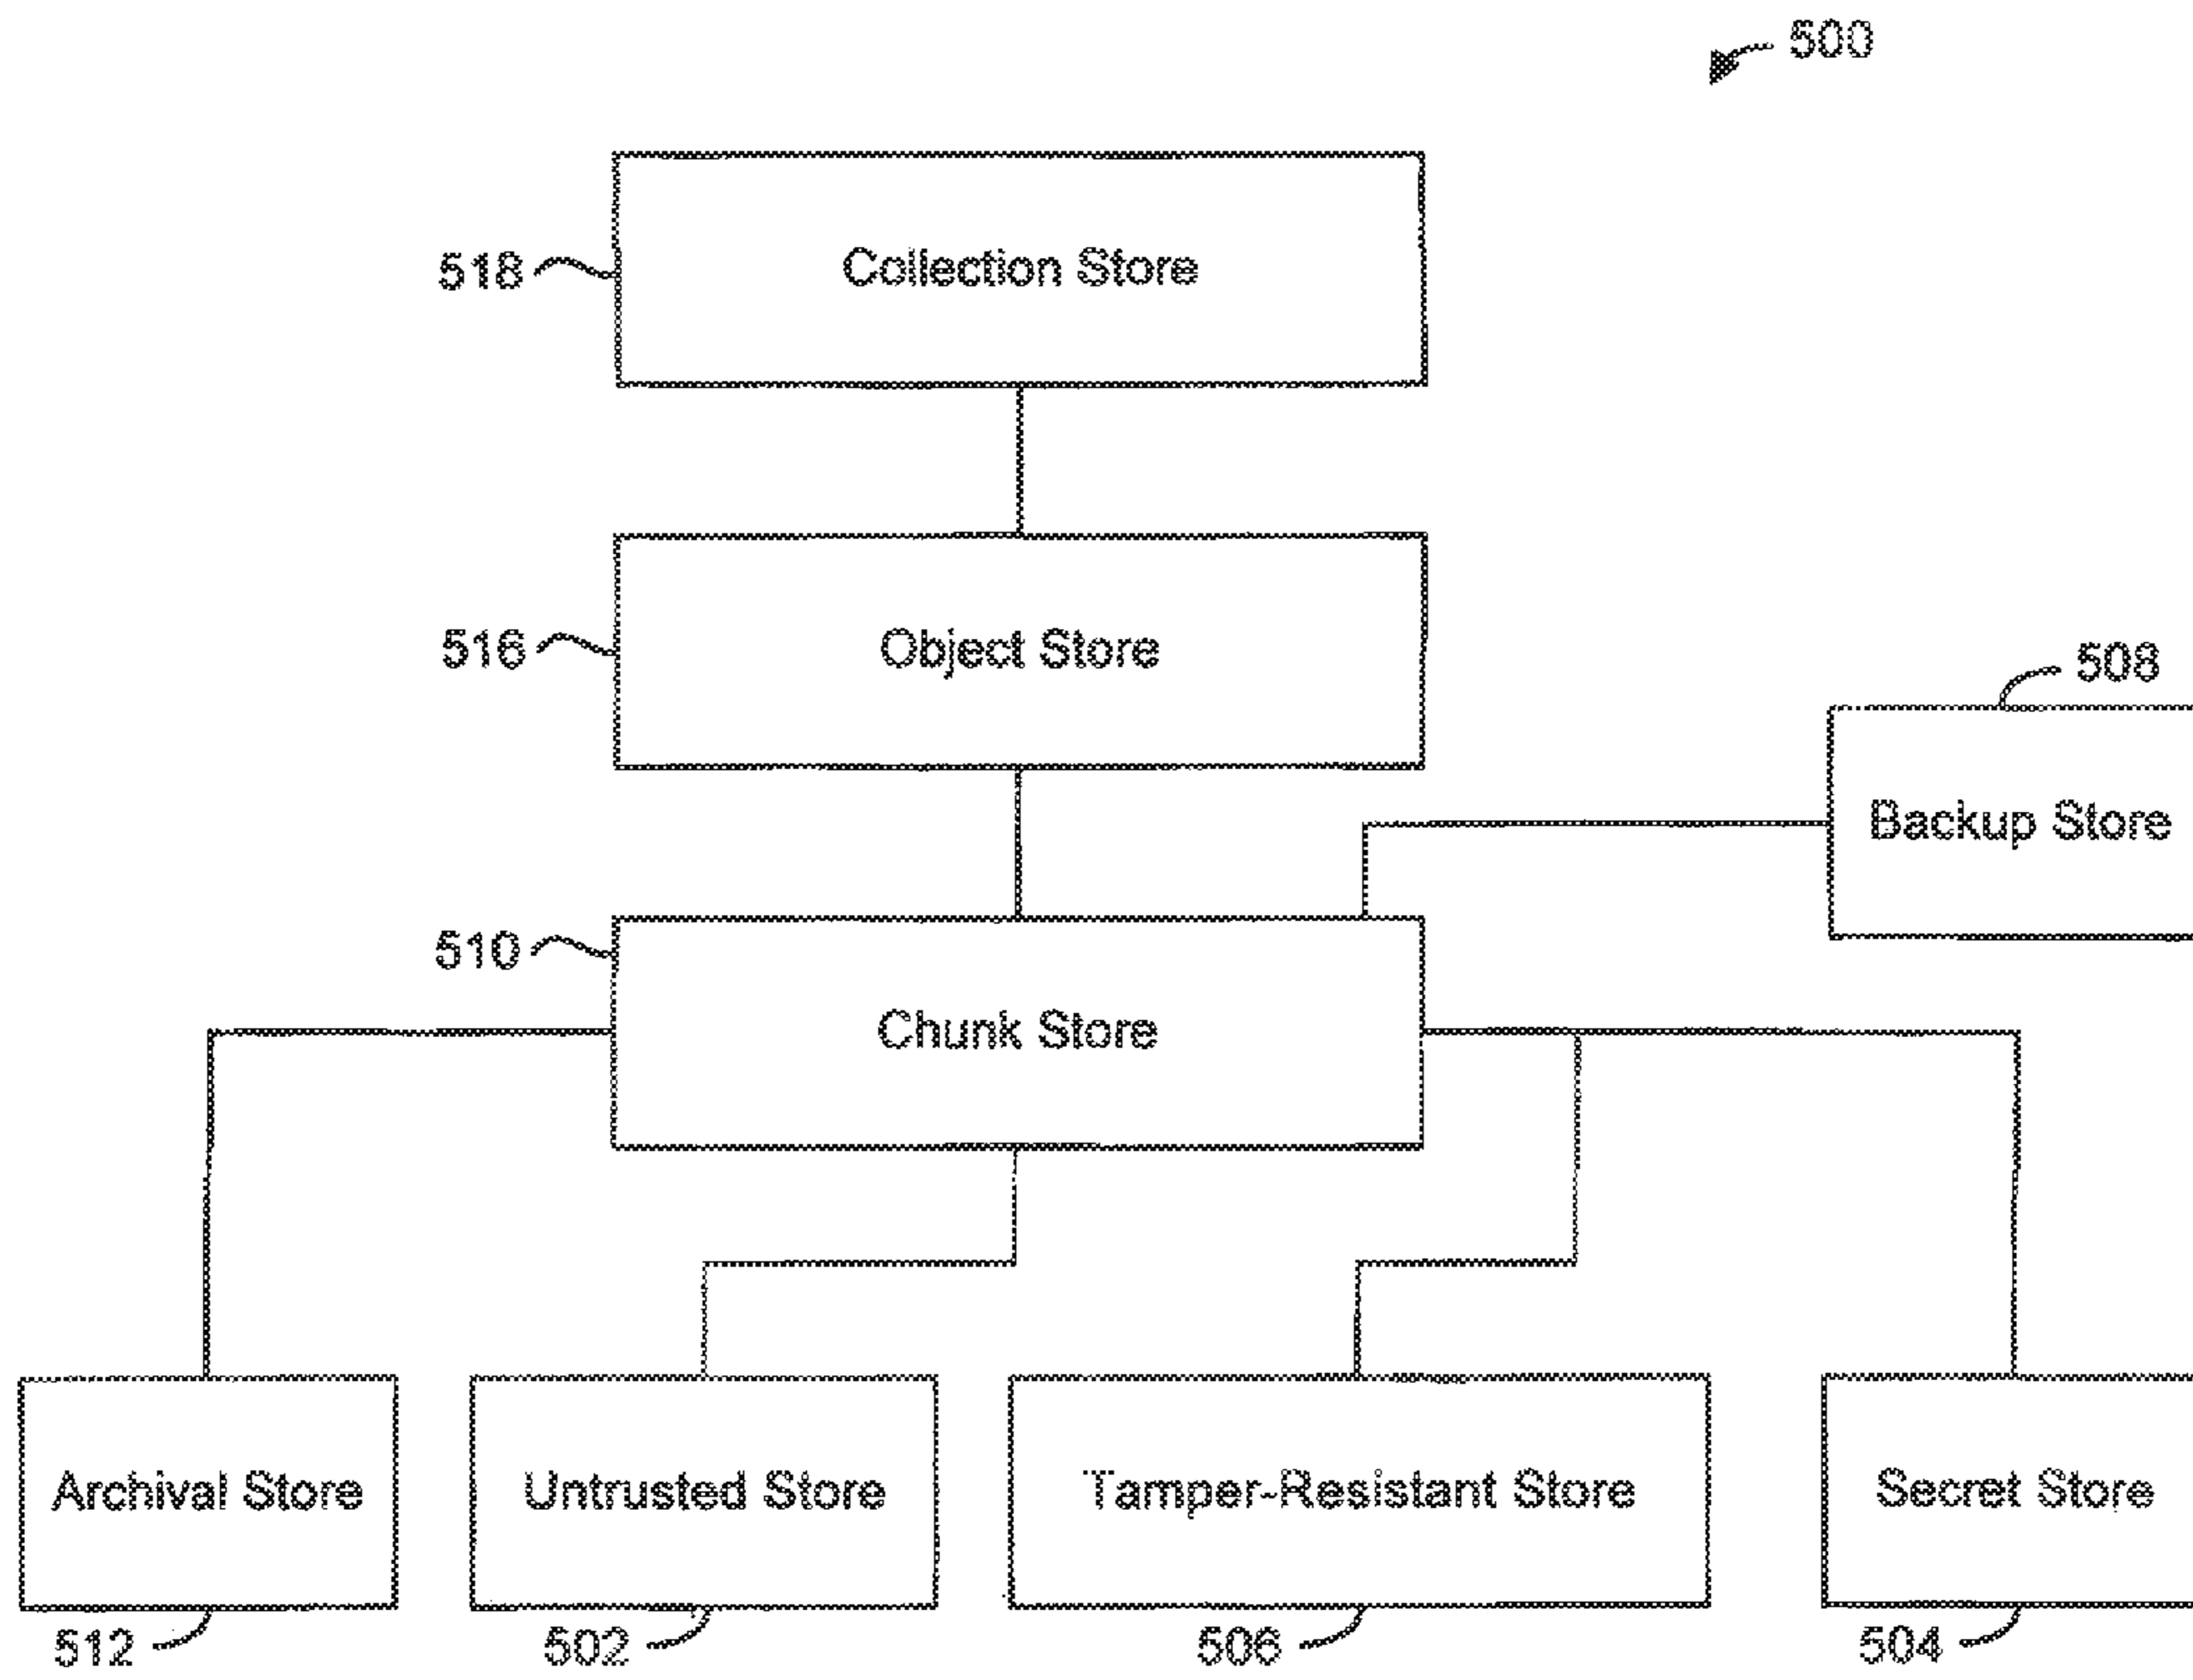 500
518
Collection Store
516
Object Store
508
Backup Store
510
Chunk Store
Archival Store
Untrusted Store
Tamper-Resistant Store
Secret Store
512
502
506
504